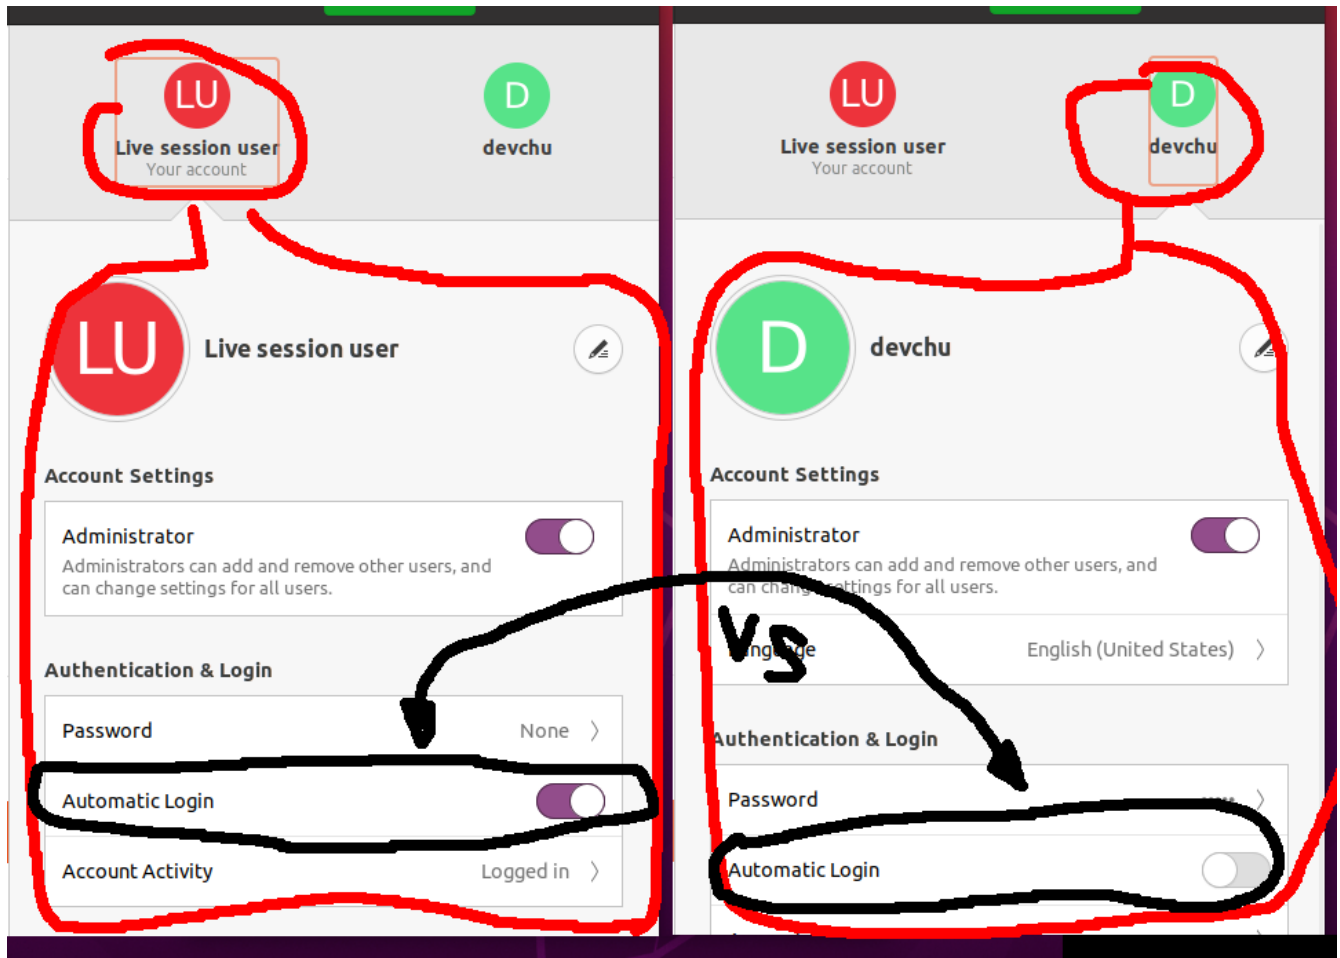 LU
Live session user
Your account
D
devchu
LU
Live session user
Account Settings
Administrator
Administrators can add and remove other users, and
can change settings for all users.
Authentication & Login
Password None
Automatic Login
Account Activity Logged in
LU
Live session user
Your account
D
devchu
D
devchu
Account Settings
Administrator
Administrators can add and remove other users, and
can change settings for all users.
VS
Language English (United States)
Authentication & Login
Password
Automatic Login